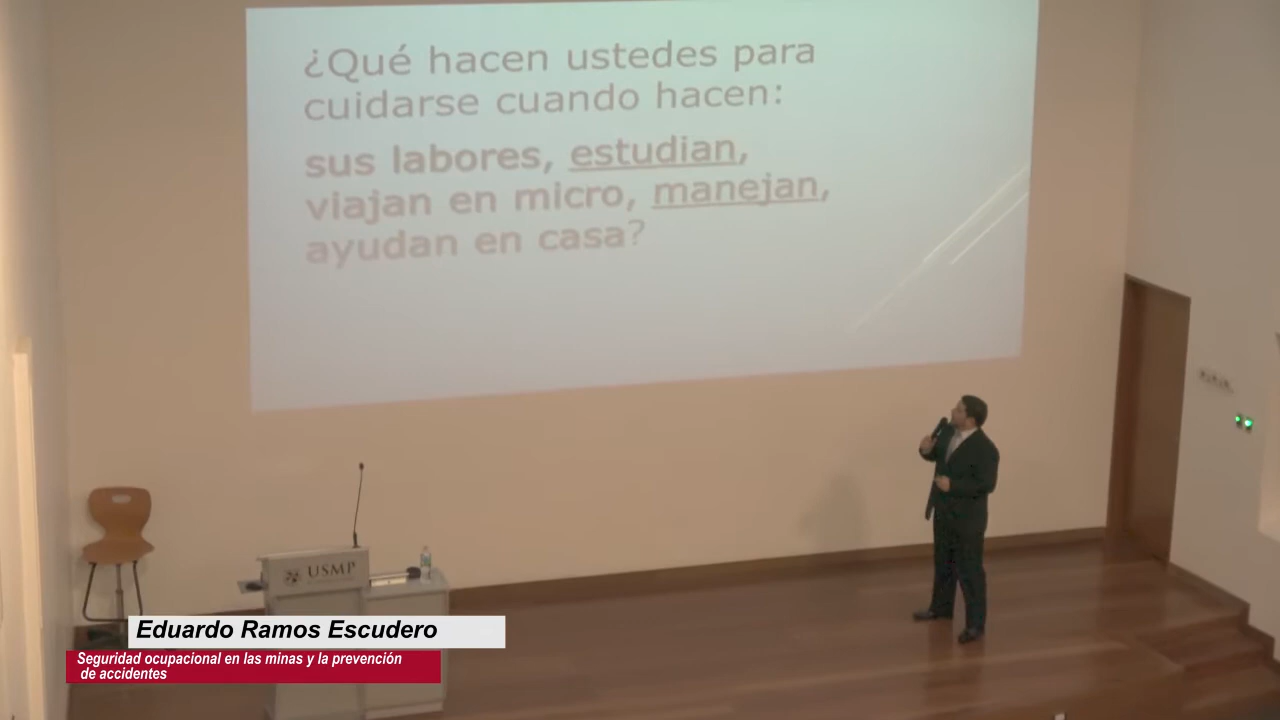 ¿Qué hacen ustedes para
cuidarse cuando hacen:
sus labores, estudian,
viajan en micro, manejan,
ayudan en casa?
USMP
Eduardo Ramos Escudero
Seguridad ocupacional en las minas y la prevención
de accidentes